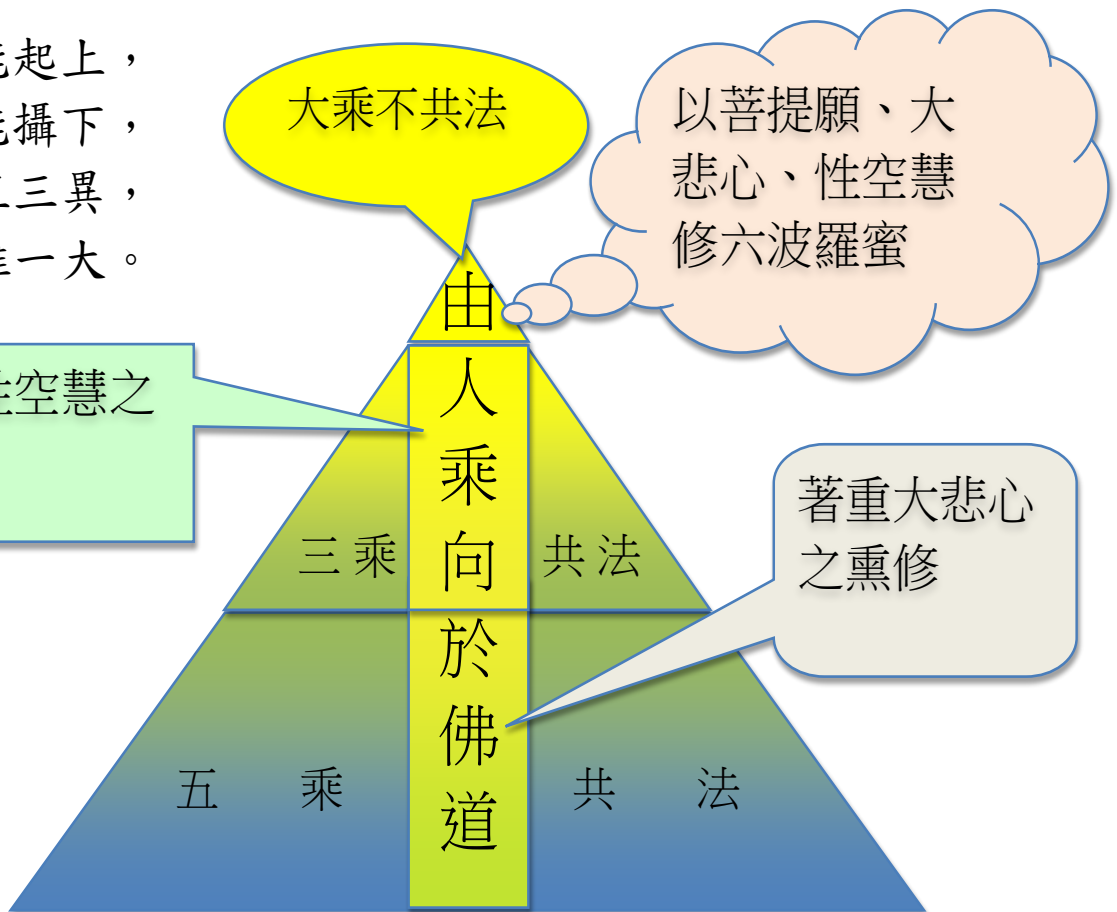 起上，
攝下，
三異，
一大。
大乘不共法
以菩提願、大
悲心、性空慧
修六波羅蜜
性空慧之
著重大悲心
之熏修
由人乘向於佛道
三乘 共法
五乘 共法